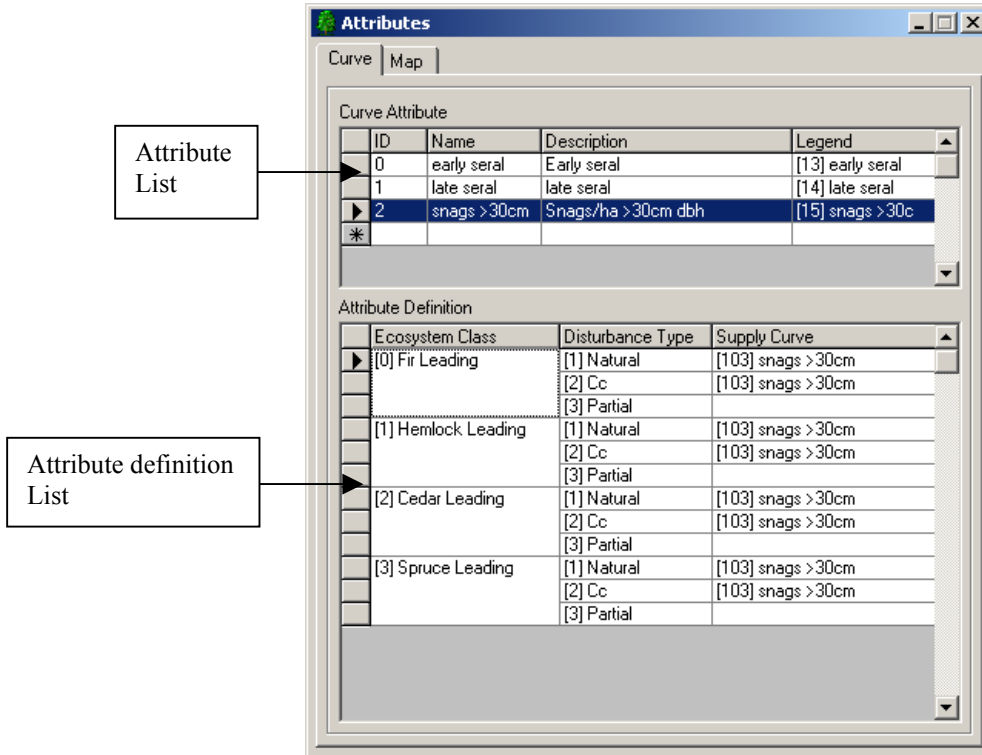 Attributes
Curve Map
Curve Attribute
ID Name Description Legend
0 early seral Early seral [13] early seral
1 late seral late seral [14] late seral
2 snags >30cm Snags/ha >30cm dbh [15] snags >30c
Attribute
List
Attribute Definition
Ecosystem Class Disturbance Type Supply Curve
[0] Fir Leading [1] Natural [103] snags >30cm
[2] Cc [103] snags >30cm
[3] Partial
[1] Hemlock Leading [1] Natural [103] snags >30cm
[2] Cc [103] snags >30cm
[3] Partial
[2] Cedar Leading [1] Natural [103] snags >30cm
[2] Cc [103] snags >30cm
[3] Partial
[3] Spruce Leading [1] Natural [103] snags >30cm
[2] Cc [103] snags >30cm
[3] Partial
Attribute definition
List